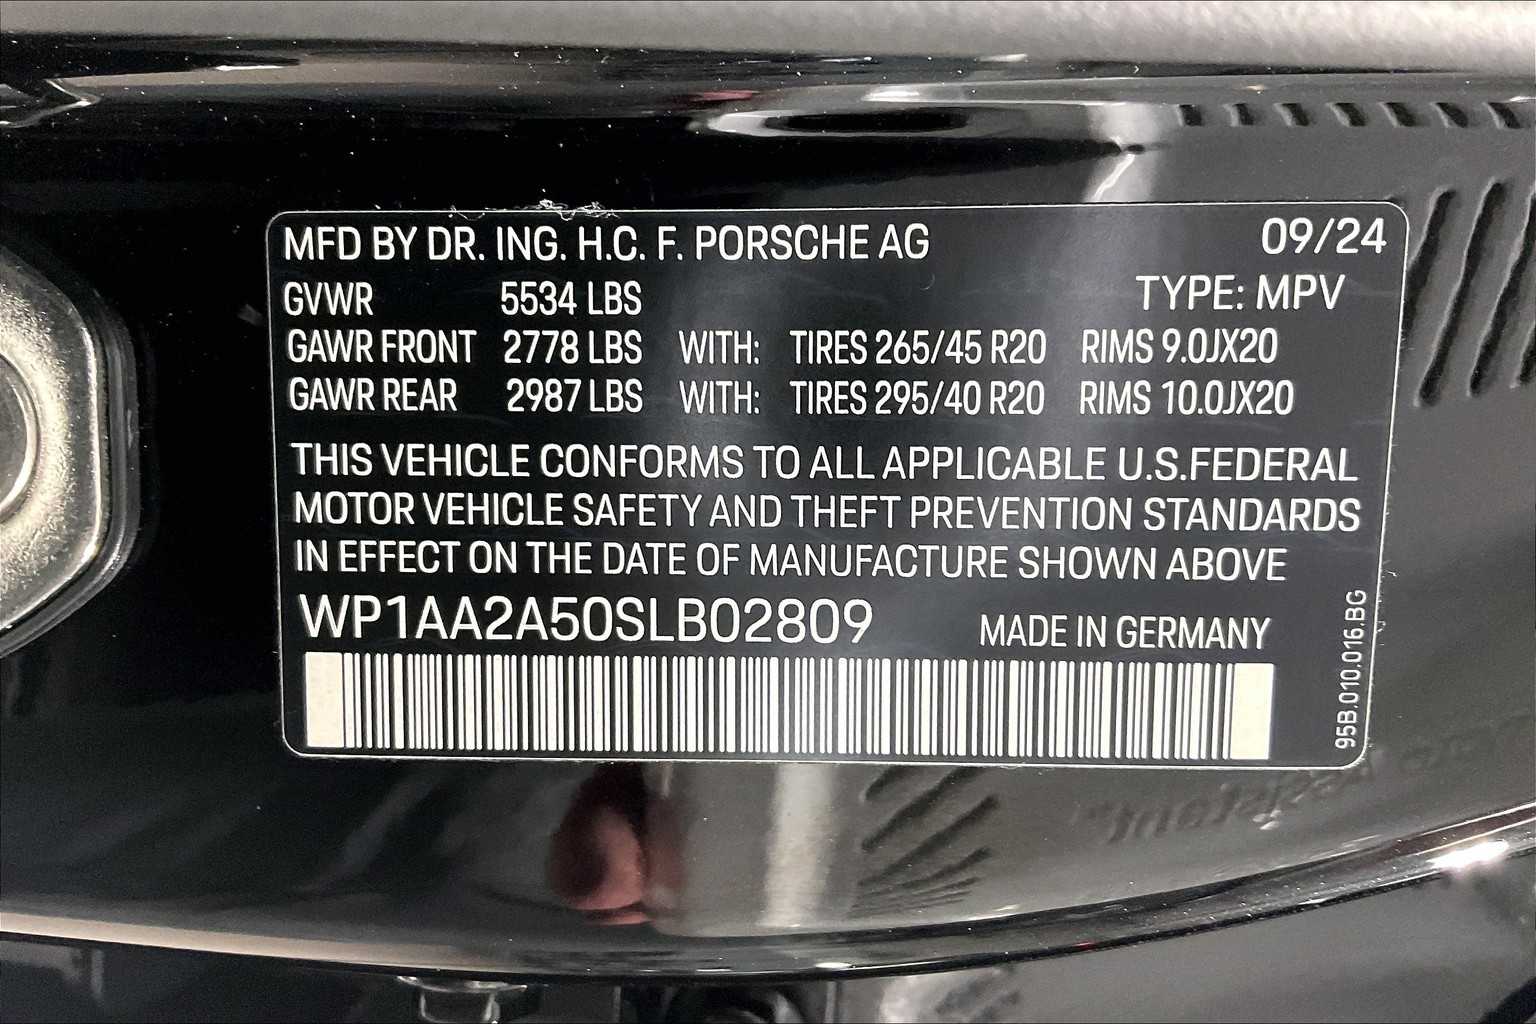 MFD BY DR. ING. H.C. F. PORSCHE AG 09/24
GVWR 5534 LBS TYPE: MPV
GAWR FRONT 2778 LBS WITH: TIRES 265/45 R20 RIMS 9.0JX20
GAWR REAR 2987 LBS WITH: TIRES 295/40 R20 RIMS 10.0JX20
THIS VEHICLE CONFORMS TO ALL APPLICABLE U.S.FEDERAL
MOTOR VEHICLE SAFETY AND THEFT PREVENTION STANDARDS
IN EFFECT ON THE DATE OF MANUFACTURE SHOWN ABOVE
WP1AA2A50SLB02809 MADE IN GERMANY
95B.010.016.BG